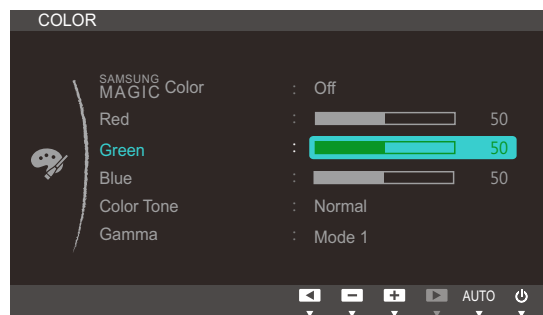 COLOR
SAMSUNG
MAGIC Color : Off
Red : 50
Green : 50
Blue : 50
Color Tone : Normal
Gamma : Mode 1
AUTO